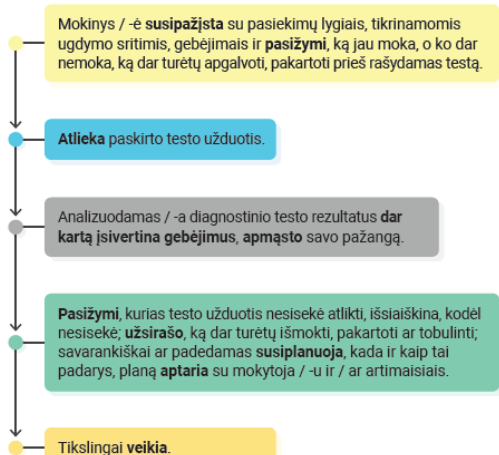 Mokinys / -ė susipažįsta su pasiekimų lygiais, tikrinamomis
ugdymo sritimis, gebėjimais ir pasižymi, ką jau moka, o ko dar
nemoka, ką dar turėtų apgalvoti, pakartoti prieš rašydamas testą.
Atlieka paskirto testo užduotis.
Analizuodamas / -a diagnostinio testo rezultatus dar
kartą įsivertina gebėjimus, apmąsto savo pažangą.
Pasižymi, kurias testo užduotis nesisekė atlikti, išsiaiškina, kodėl
nesisekė; užsirašo, ką dar turėtų išmokti, pakartoti ar tobulinti;
savarankiškai ar padedamas susiplanuoja, kada ir kaip tai
padarys, planą aptaria su mokytoja / -u ir / ar artimaisiais.
Tikslingai veikia.